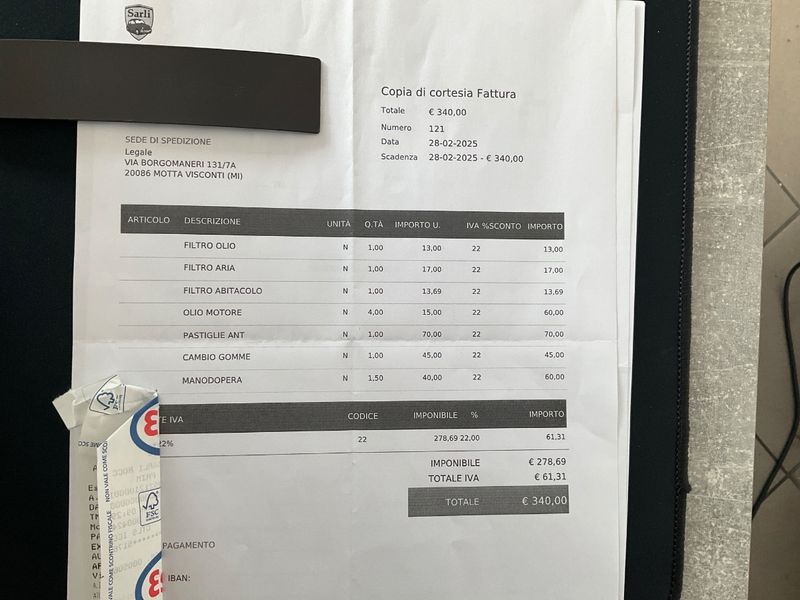 Sarli
Copia di cortesia Fattura
Totale € 340,00
Numero 121
Data 28-02-2025
Scadenza 28-02-2025 - € 340,00
SEDE DI SPEDIZIONE
Legale
VIA BORGOMANERI 131/7A
20086 MOTTA VISCONTI (MI)
ARTICOLO DESCRIZIONE UNITÀ Q.TÀ IMPORTO U. IVA %SCONTO IMPORTO
FILTRO OLIO N 1,00 13,00 22 13,00
FILTRO ARIA N 1,00 17,00 22 17,00
FILTRO ABITACOLO N 1,00 13,69 22 13,69
OLIO MOTORE N 4,00 15,00 22 60,00
PASTIGLIE ANT N 1,00 70,00 22 70,00
CAMBIO GOMME N 1,00 45,00 22 45,00
MANODOPERA N 1,50 40,00 22 60,00
TE IVA CODICE IMPONIBILE % IMPORTO
22% 22 278,69 22,00 61,31
IMPONIBILE € 278,69
TOTALE IVA € 61,31
TOTALE € 340,00
PAGAMENTO
IBAN:
NON VALE COME SCO
VALE COME SCONTRINO FISCALE
FSC